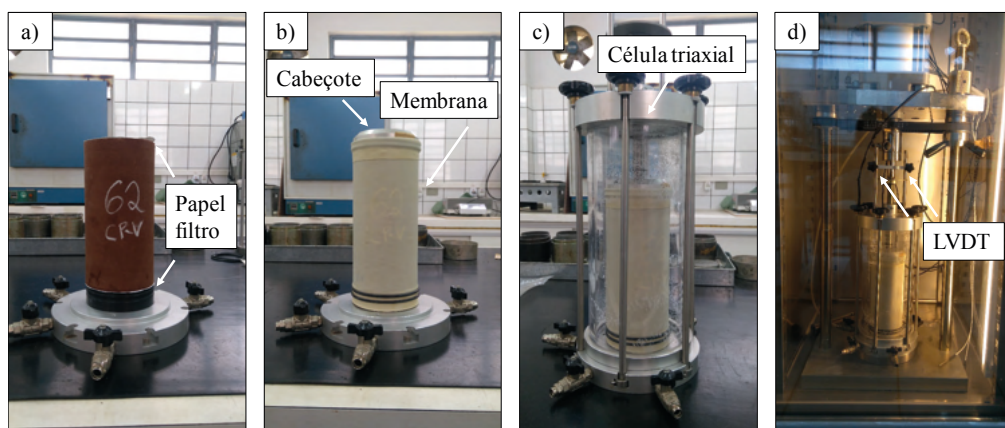 a)
62
CRV
Papel
filtro
b)
Cabeçote
Membrana
c)
Célula triaxial
d)
LVDT